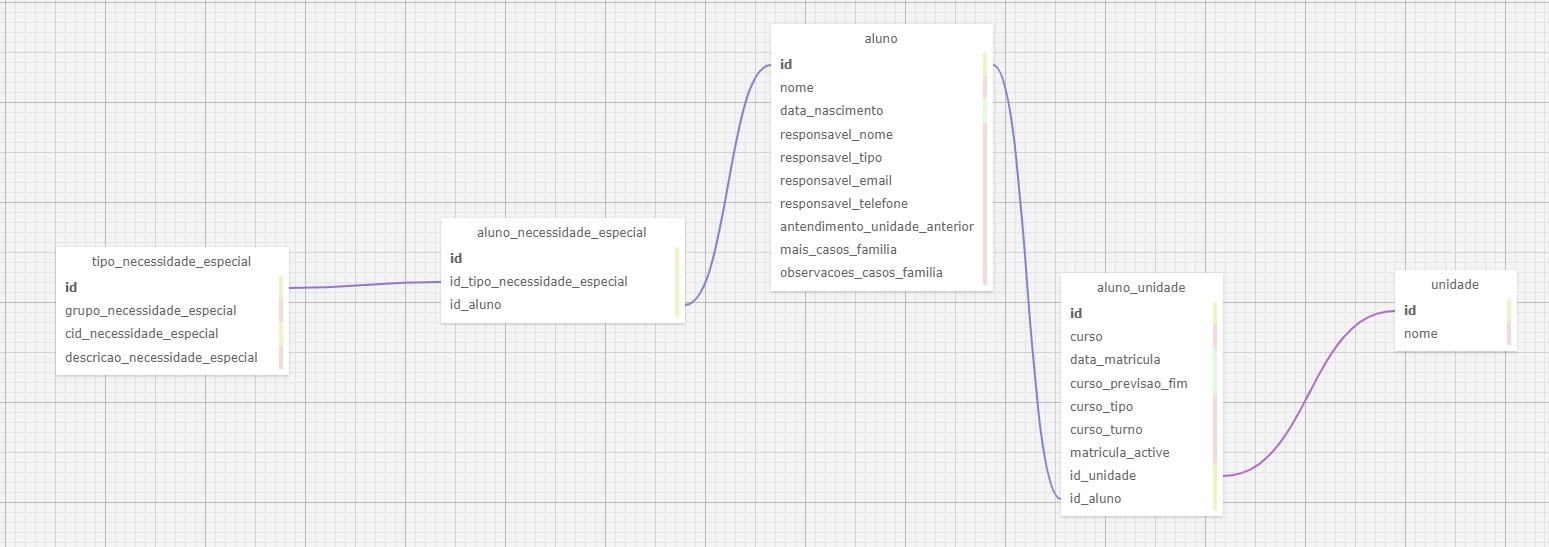 tipo_necessidade_especial
id
grupo_necessidade_especial
cid_necessidade_especial
descricao_necessidade_especial
aluno_necessidade_especial
id
id_tipo_necessidade_especial
id_aluno
aluno
id
nome
data_nascimento
responsavel_nome
responsavel_tipo
responsavel_email
responsavel_telefone
antendimento_unidade_anterior
mais_casos_familia
observacoes_casos_familia
aluno_unidade
id
curso
data_matricula
curso_previsao_fim
curso_tipo
curso_turno
matricula_active
id_unidade
id_aluno
unidade
id
nome